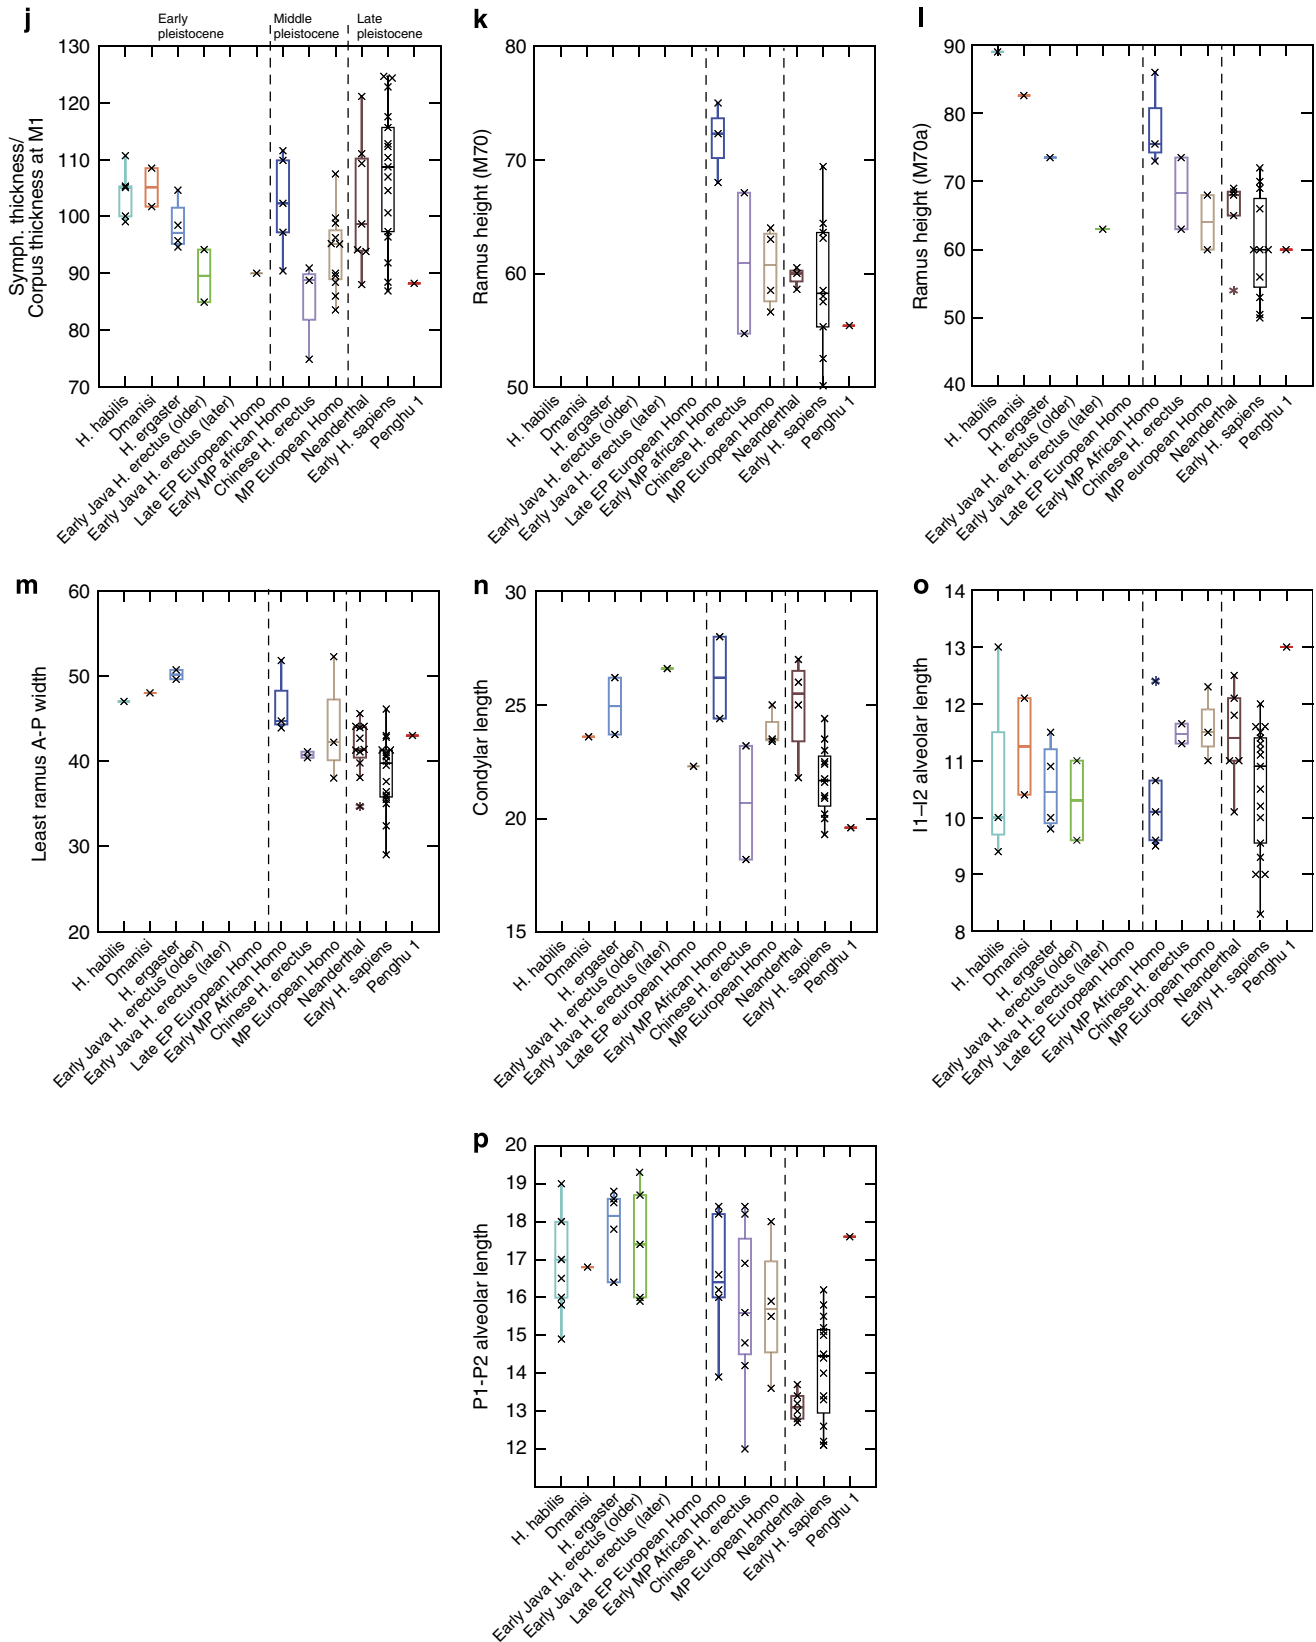 j
Early
pleistocene
Middle
pleistocene
Late
pleistocene
Symph. thickness/
Corpus thickness at M1
130
120
110
100
90
80
70
H. habilis
Dmanisi
H. ergaster
Early Java H. erectus (older)
Early Java H. erectus (later)
Late EP European Homo
Early MP african Homo
Chinese H. erectus
MP European Homo
Neanderthal
Early H. sapiens
Penghu 1
k
Ramus height (M70)
80
70
60
50
H. habilis
Dmanisi
H. ergaster
Early Java H. erectus (older)
Early Java H. erectus (later)
Late EP European Homo
Early MP african Homo
Chinese H. erectus
MP European Homo
Neanderthal
Early H. sapiens
Penghu 1
l
Ramus height (M70a)
90
80
70
60
50
40
H. habilis
Dmanisi
H. ergaster
Early Java H. erectus (older)
Early Java H. erectus (later)
Late EP European Homo
Early MP African Homo
Chinese H. erectus
MP european Homo
Neanderthal
Early H. sapiens
Penghu 1
m
Least ramus A-P width
60
50
40
30
20
H. habilis
Dmanisi
H. ergaster
Early Java H. erectus (older)
Early Java H. erectus (later)
Late EP European Homo
Early MP African Homo
Chinese H. erectus
MP European Homo
Neanderthal
Early H. sapiens
Penghu 1
n
Condylar length
30
25
20
15
H. habilis
Dmanisi
H. ergaster
Early Java H. erectus (older)
Early Java H. erectus (later)
Late EP european Homo
Early MP African Homo
Chinese H. erectus
MP European Homo
Neanderthal
Early H. sapiens
Penghu 1
o
I1–I2 alveolar length
14
13
12
11
10
9
8
H. habilis
Dmanisi
H. ergaster
Early Java H. erectus (older)
Early Java H. erectus (later)
Late EP European Homo
Early MP African Homo
Chinese H. erectus
MP European homo
Neanderthal
Early H. sapiens
Penghu 1
p
P1-P2 alveolar length
20
19
18
17
16
15
14
13
12
H. habilis
Dmanisi
H. ergaster
Early Java H. erectus (older)
Early Java H. erectus (later)
Late EP European Homo
Early MP African Homo
Chinese H. erectus
MP European Homo
Neanderthal
Early H. sapiens
Penghu 1